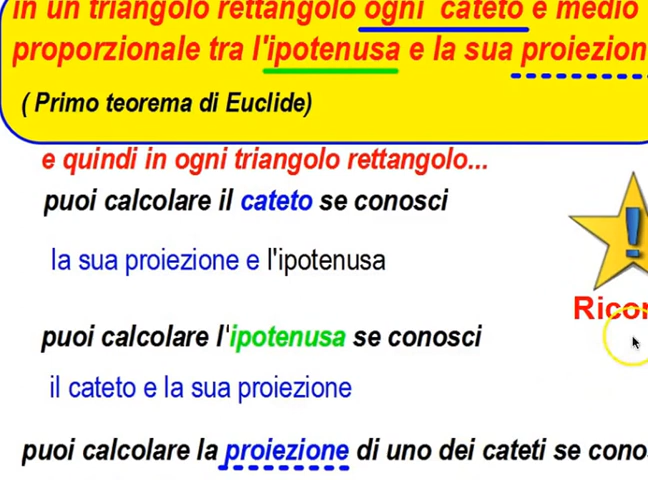 in un triangolo rettangolo ogni cateto è medio
proporzionale tra l'ipotenusa e la sua proiezion
( Primo teorema di Euclide)
e quindi in ogni triangolo rettangolo...
puoi calcolare il cateto se conosci
la sua proiezione e l'ipotenusa
!
Ricor
puoi calcolare l'ipotenusa se conosci
il cateto e la sua proiezione
puoi calcolare la proiezione di uno dei cateti se cono